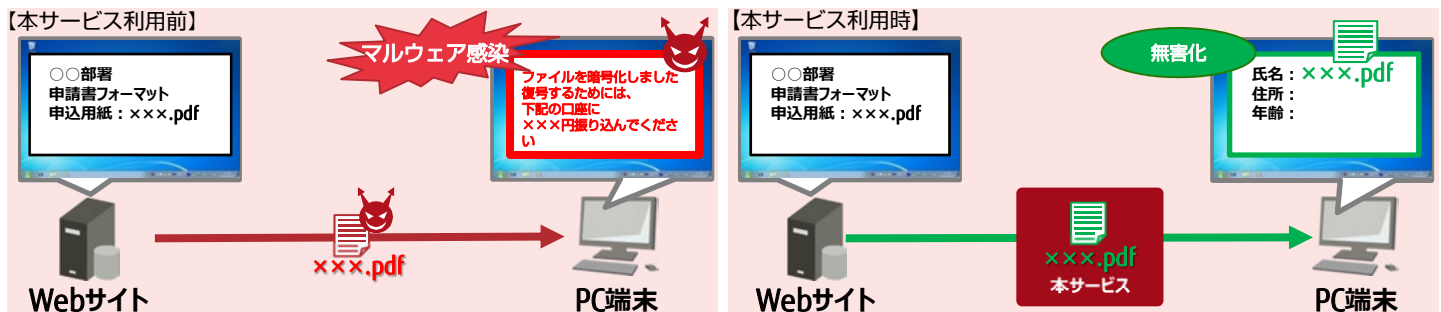 【本サービス利用前】
○○部署
申請書フォーマット
申込用紙：×××.pdf
マルウェア感染
ファイルを暗号化しました
復号するためには、
下記の口座に
×××円振り込んでくださ
い
×××.pdf
Webサイト
PC端末
【本サービス利用時】
○○部署
申請書フォーマット
申込用紙：×××.pdf
無害化
氏名：×××.pdf
住所：
年齢：
×××.pdf
本サービス
Webサイト
PC端末